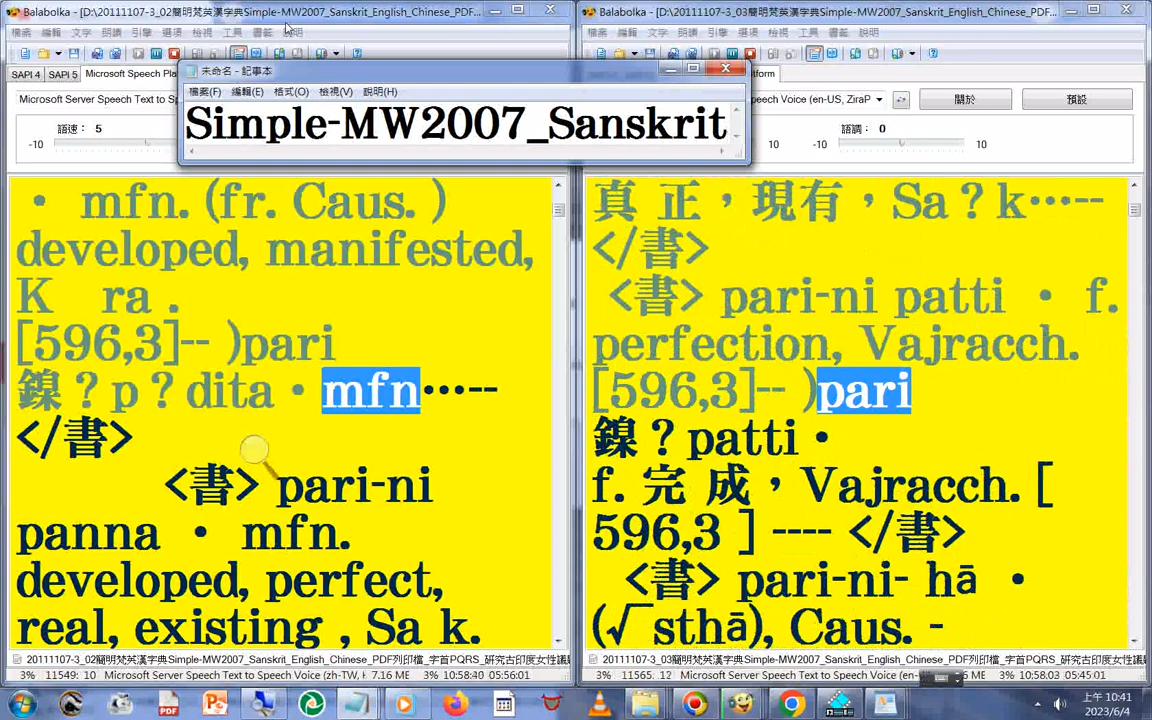 Balabolka - [D:\20111107-3_02簡明梵英漢字典Simple-MW2007_Sanskrit_English_Chinese_PDF...
檔案 編輯 文字 朗讀 引擎 選項 檢視 工具 書籤 說明
SAPI 4 SAPI 5 Microsoft Speech Pla
Microsoft Server Speech Text to Sp
語速： 5
-10
未命名 - 記事本
檔案(F) 編輯(E) 格式(O) 檢視(V) 說明(H)
Simple-MW2007_Sanskrit
• mfn. (fr. Caus. )
developed, manifested,
K ra .
[596,3]-- )pari
鎳？p？dita•mfn…--
</書>
<書> pari-ni
panna • mfn.
developed, perfect,
real, existing , Sa k.
20111107-3_02簡明梵英漢字典Simple-MW2007_Sanskrit_English_Chinese_PDF列印檔_字首PQRS_研究古印度女性議
3% 11549: 10 Microsoft Server Speech Text to Speech Voice (zh-TW, H 7.16 ME 3% 10:58:40 05:56:01
Balabolka - [D:\20111107-3_03簡明梵英漢字典Simple-MW2007_Sanskrit_English_Chinese_PDF...
檔案 編輯 文字 朗讀 引擎 選項 檢視 工具 書籤 說明
tform
eech Voice (en-US, ZiraP
關於
預設
語調： 0
10 -10 10
真 正，現有，Sa？k…--
</書>
<書> pari-ni patti • f.
perfection, Vajracch.
[596,3]-- )pari
鎳？patti•
f. 完 成，Vajracch. [
596,3 ] ---- </書>
<書> pari-ni- hā •
(√sthā), Caus. -
20111107-3_03簡明梵英漢字典Simple-MW2007_Sanskrit_English_Chinese_PDF列印檔_字首PQRS_研究古印度女性議
3% 11565: 12 Microsoft Server Speech Text to Speech Voice (en-US, Zi 7.16 ME 3% 10:58:03 05:45:01
上午 10:41
2023/6/4